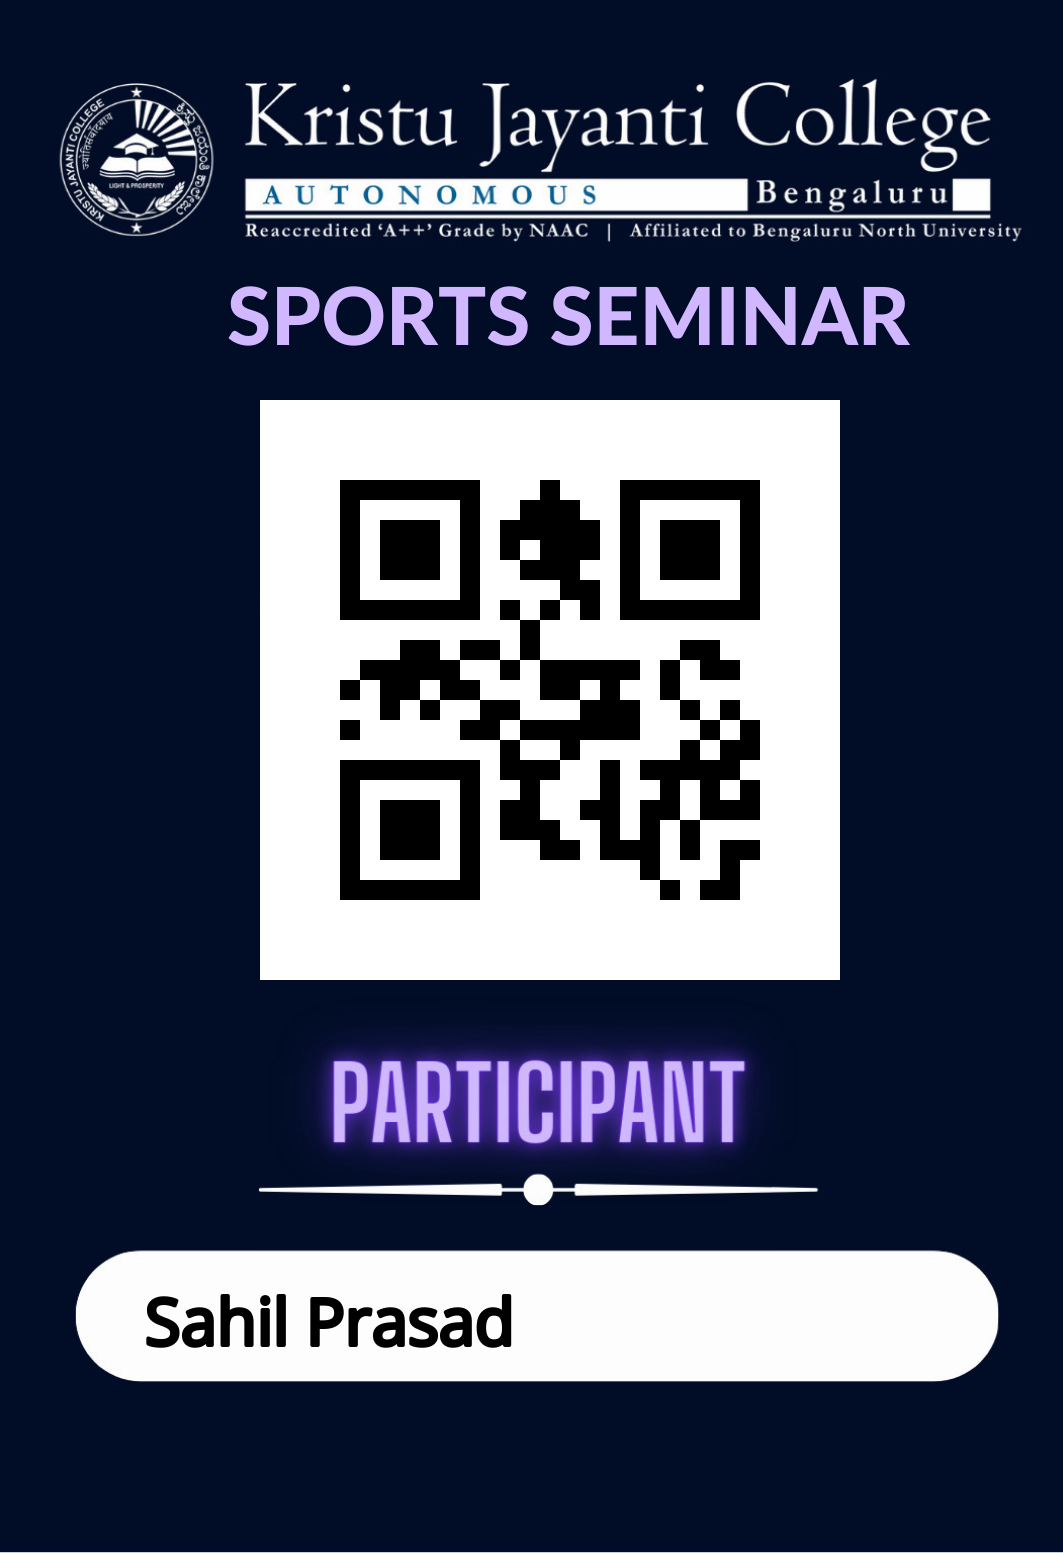 Kristu Jayanti College
AUTONOMOUS Bengaluru
Reaccredited ‘A++’ Grade by NAAC | Affiliated to Bengaluru North University
KRISTU JAYANTI COLLEGE
LIGHT & PROSPERITY
SPORTS SEMINAR
PARTICIPANT
Sahil Prasad